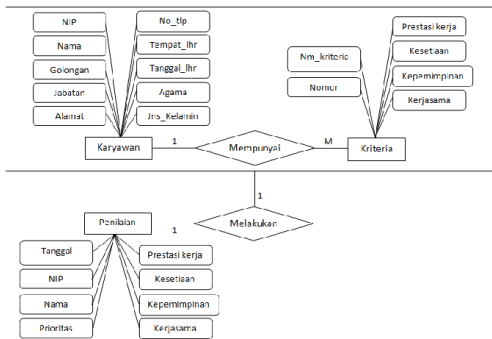 NIP
No_tlp
Nama
Tempat_lhr
Golongan
Tanggal_lhr
Jabatan
Agama
Alamat
Jns_Kelamin
Karyawan
1
Mempunyai
M
Kriteria
Prestasi kerja
Kesetiaan
Kepemimpinan
Kerjasama
Nm_kriteria
Nomor
1
Penilaian
1
Melakukan
Tanggal
Prestasi kerja
NIP
Kesetiaan
Nama
Kepemimpinan
Prioritas
Kerjasama